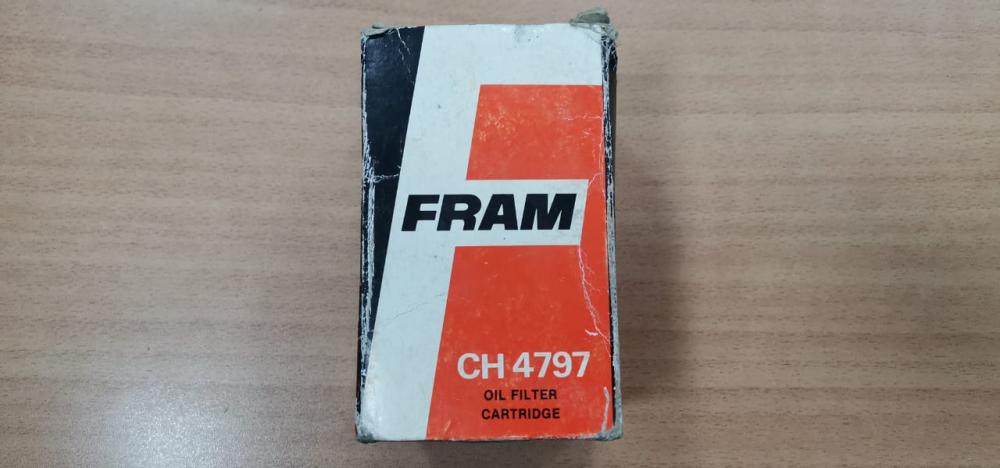 FRAM
CH 4797
OIL FILTER
CARTRIDGE